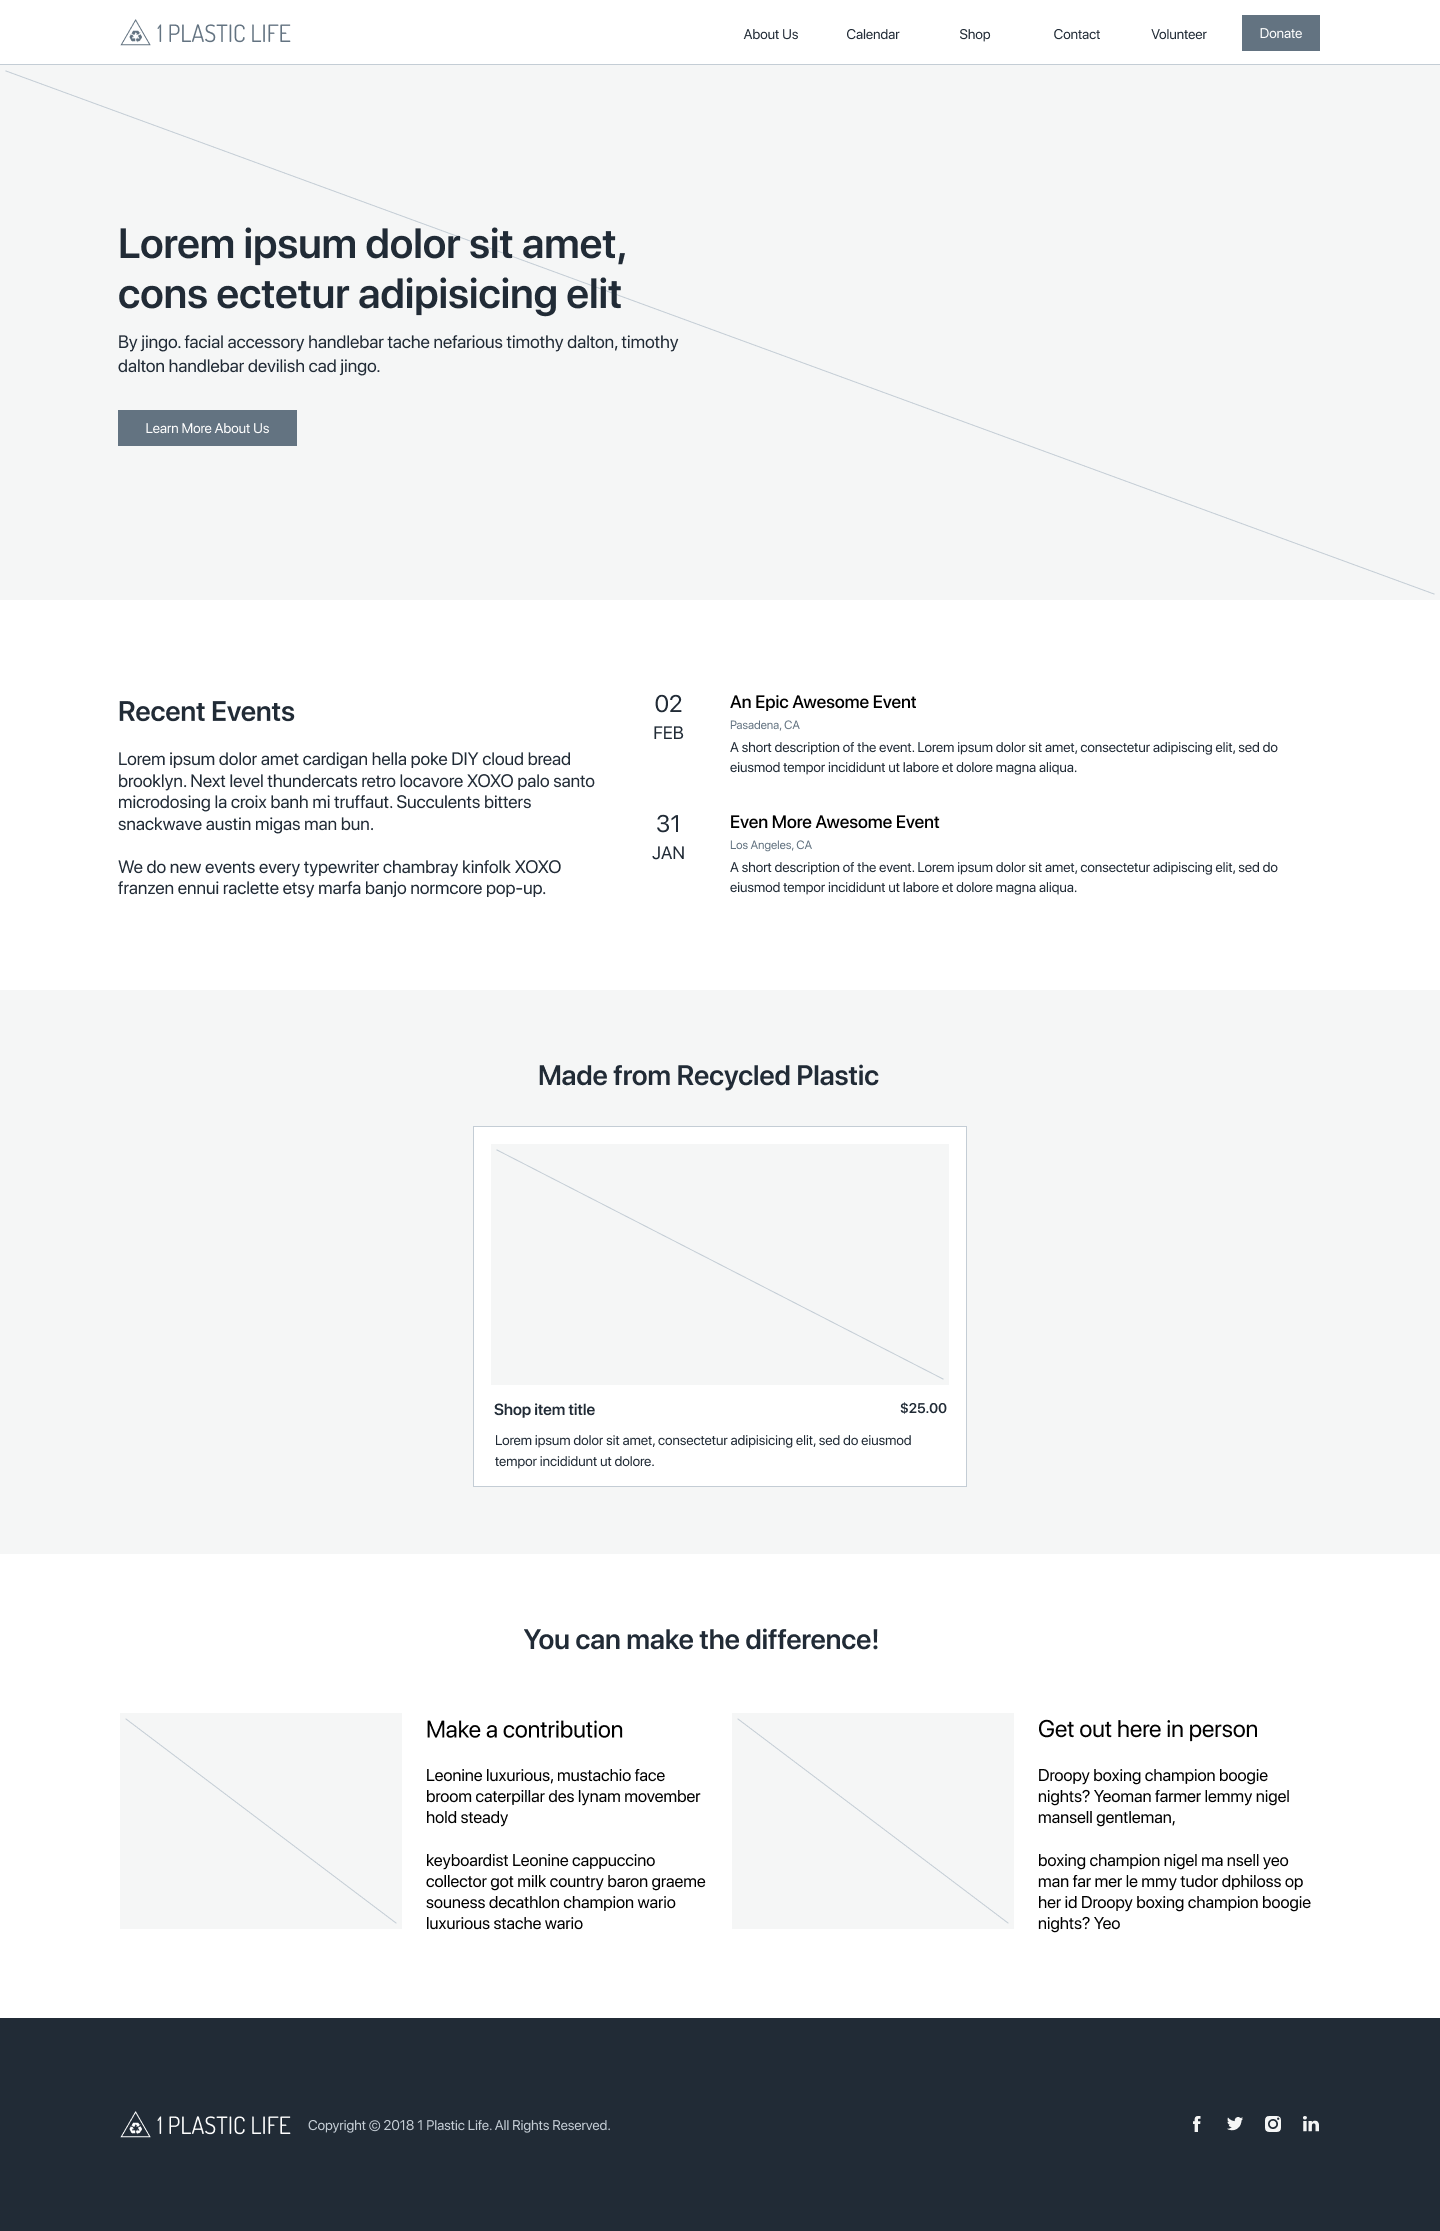 1 PLASTIC LIFE
About Us
Calendar
Shop
Contact
Volunteer
Donate
Lorem ipsum dolor sit amet,
cons ectetur adipisicing elit
By jingo. facial accessory handlebar tache nefarious timothy dalton, timothy
dalton handlebar devilish cad jingo.
Learn More About Us
Recent Events
Lorem ipsum dolor amet cardigan hella poke DIY cloud bread
brooklyn. Next level thundercats retro locavore XOXO palo santo
microdosing la croix banh mi truffaut. Succulents bitters
snackwave austin migas man bun.
We do new events every typewriter chambray kinfolk XOXO
franzen ennui raclette etsy marfa banjo normcore pop-up.
02
FEB
An Epic Awesome Event
Pasadena, CA
A short description of the event. Lorem ipsum dolor sit amet, consectetur adipiscing elit, sed do
eiusmod tempor incididunt ut labore et dolore magna aliqua.
31
JAN
Even More Awesome Event
Los Angeles, CA
A short description of the event. Lorem ipsum dolor sit amet, consectetur adipiscing elit, sed do
eiusmod tempor incididunt ut labore et dolore magna aliqua.
Made from Recycled Plastic
Shop item title
$25.00
Lorem ipsum dolor sit amet, consectetur adipisicing elit, sed do eiusmod
tempor incididunt ut dolore.
You can make the difference!
Make a contribution
Leonine luxurious, mustachio face
broom caterpillar des lynam movember
hold steady
keyboardist Leonine cappuccino
collector got milk country baron graeme
souness decathlon champion wario
luxurious stache wario
Get out here in person
Droopy boxing champion boogie
nights? Yeoman farmer lemmy nigel
mansell gentleman,
boxing champion nigel ma nsell yeo
man far mer le mmy tudor dphiloss op
her id Droopy boxing champion boogie
nights? Yeo
1 PLASTIC LIFE
Copyright © 2018 1 Plastic Life. All Rights Reserved.